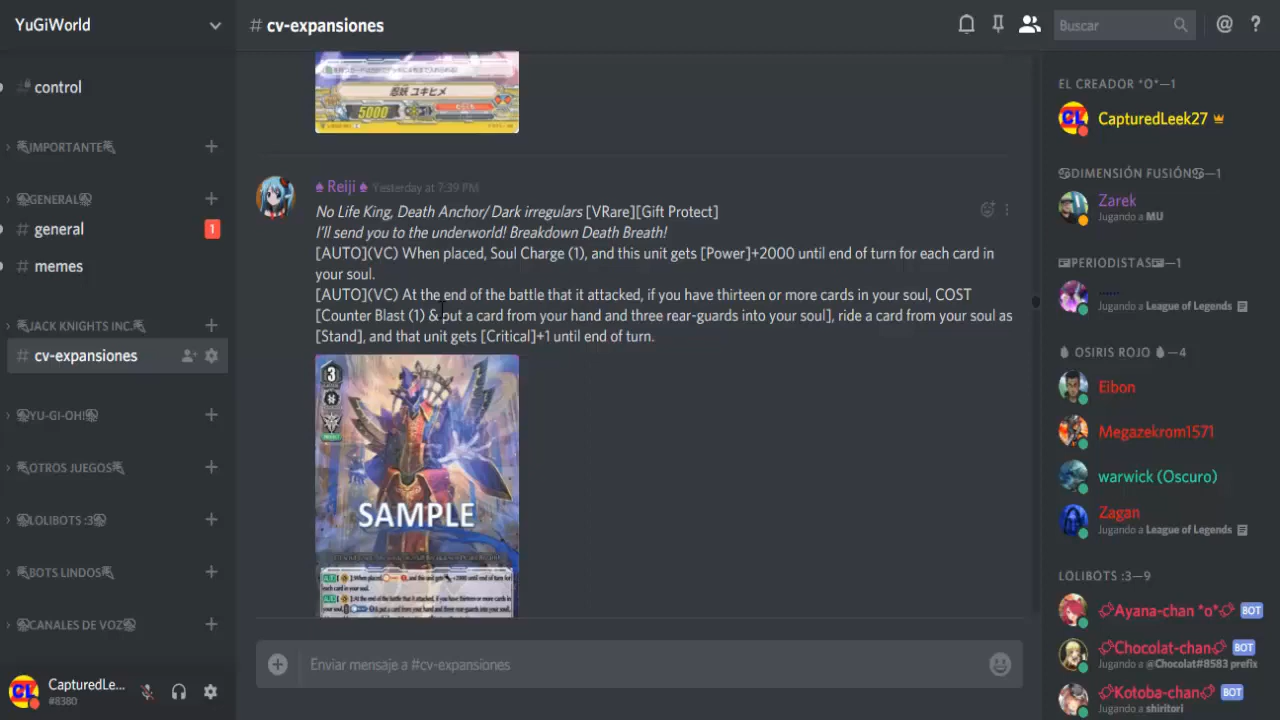 YuGiWorld
control
IMPORTANTE
GENERAL
general
1
memes
JACK KNIGHTS INC.
# cv-expansiones
YU-GI-OH!
OTROS JUEGOS
LOLIBOTS :3
BOTS LINDOS
CANALES DE VOZ
CapturedLe...
#8380
# cv-expansiones
Buscar
忍妖 ユキヒメ
5000
♠ Reiji ♠ Yesterday at 7:39 PM
No Life King, Death Anchor/ Dark irregulars [VRare][Gift Protect]
I'll send you to the underworld! Breakdown Death Breath!
[AUTO](VC) When placed, Soul Charge (1), and this unit gets [Power]+2000 until end of turn for each card in
your soul.
[AUTO](VC) At the end of the battle that it attacked, if you have thirteen or more cards in your soul, COST
[Counter Blast (1) & put a card from your hand and three rear-guards into your soul], ride a card from your soul as
[Stand], and that unit gets [Critical]+1 until end of turn.
3
SAMPLE
Enviar mensaje a #cv-expansiones
EL CREADOR *O*—1
CapturedLeek27
DIMENSIÓN FUSIÓN—1
Zarek
Jugando a MU
PERIODISTAS—1
Jugando a League of Legends
OSIRIS ROJO—4
Eibon
Megazekrom1571
warwick (Oscuro)
Zagan
Jugando a League of Legends
LOLIBOTS :3—9
Ayana-chan *o* BOT
Chocolat-chan BOT
Jugando a @Chocolat#8583 prefix
Kotoba-chan BOT
Jugando a shiritori